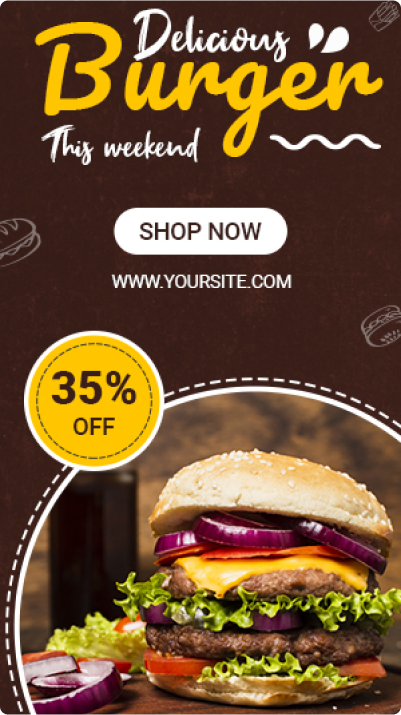 Delicious
Burger
This weekend
SHOP NOW
WWW.YOURSITE.COM
35%
OFF